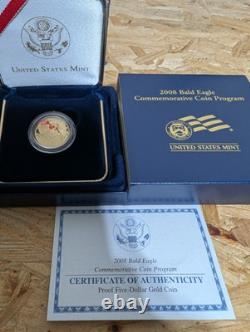 UNITED STATES MINT
2008 Bald Eagle
Commemorative Coin Program
UNITED STATES MINT
2008 Bald Eagle
Commemorative Coin Program
CERTIFICATE OF AUTHENTICITY
Proof Five-Dollar Gold Coin